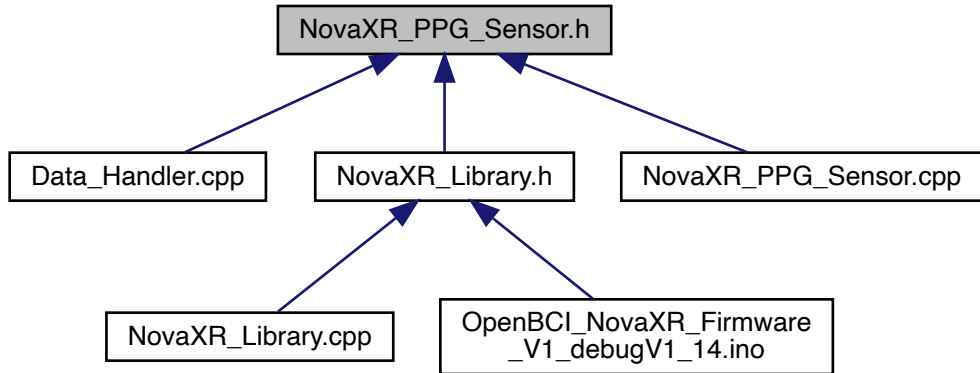 NovaXR_PPG_Sensor.h
Data_Handler.cpp
NovaXR_Library.h
NovaXR_PPG_Sensor.cpp
NovaXR_Library.cpp
OpenBCI_NovaXR_Firmware
_V1_debugV1_14.ino